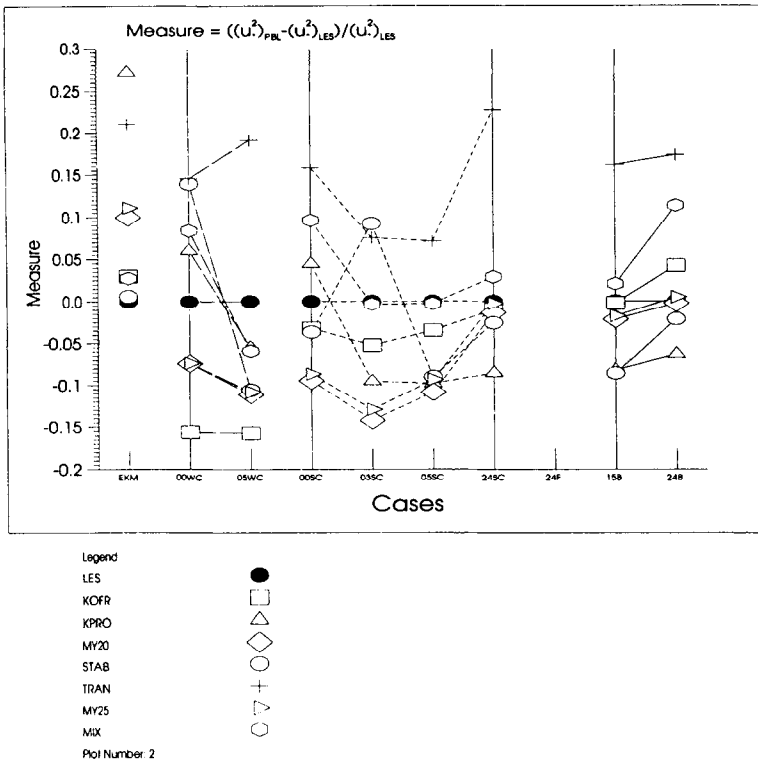 Measure = ((u.²)PBL-(u.²)LES)/(u.²)LES
0.3
0.25
0.2
0.15
0.1
0.05
0.0
-0.05
-0.1
-0.15
-0.2
Measure
EKM 00WC 05WC 00SC 03SC 05SC 24SC 24F 15B 24B
Cases
Legend
LES
KOFR
KPRO
MY20
STAB
TRAN
MY25
MIX
Plot Number: 2